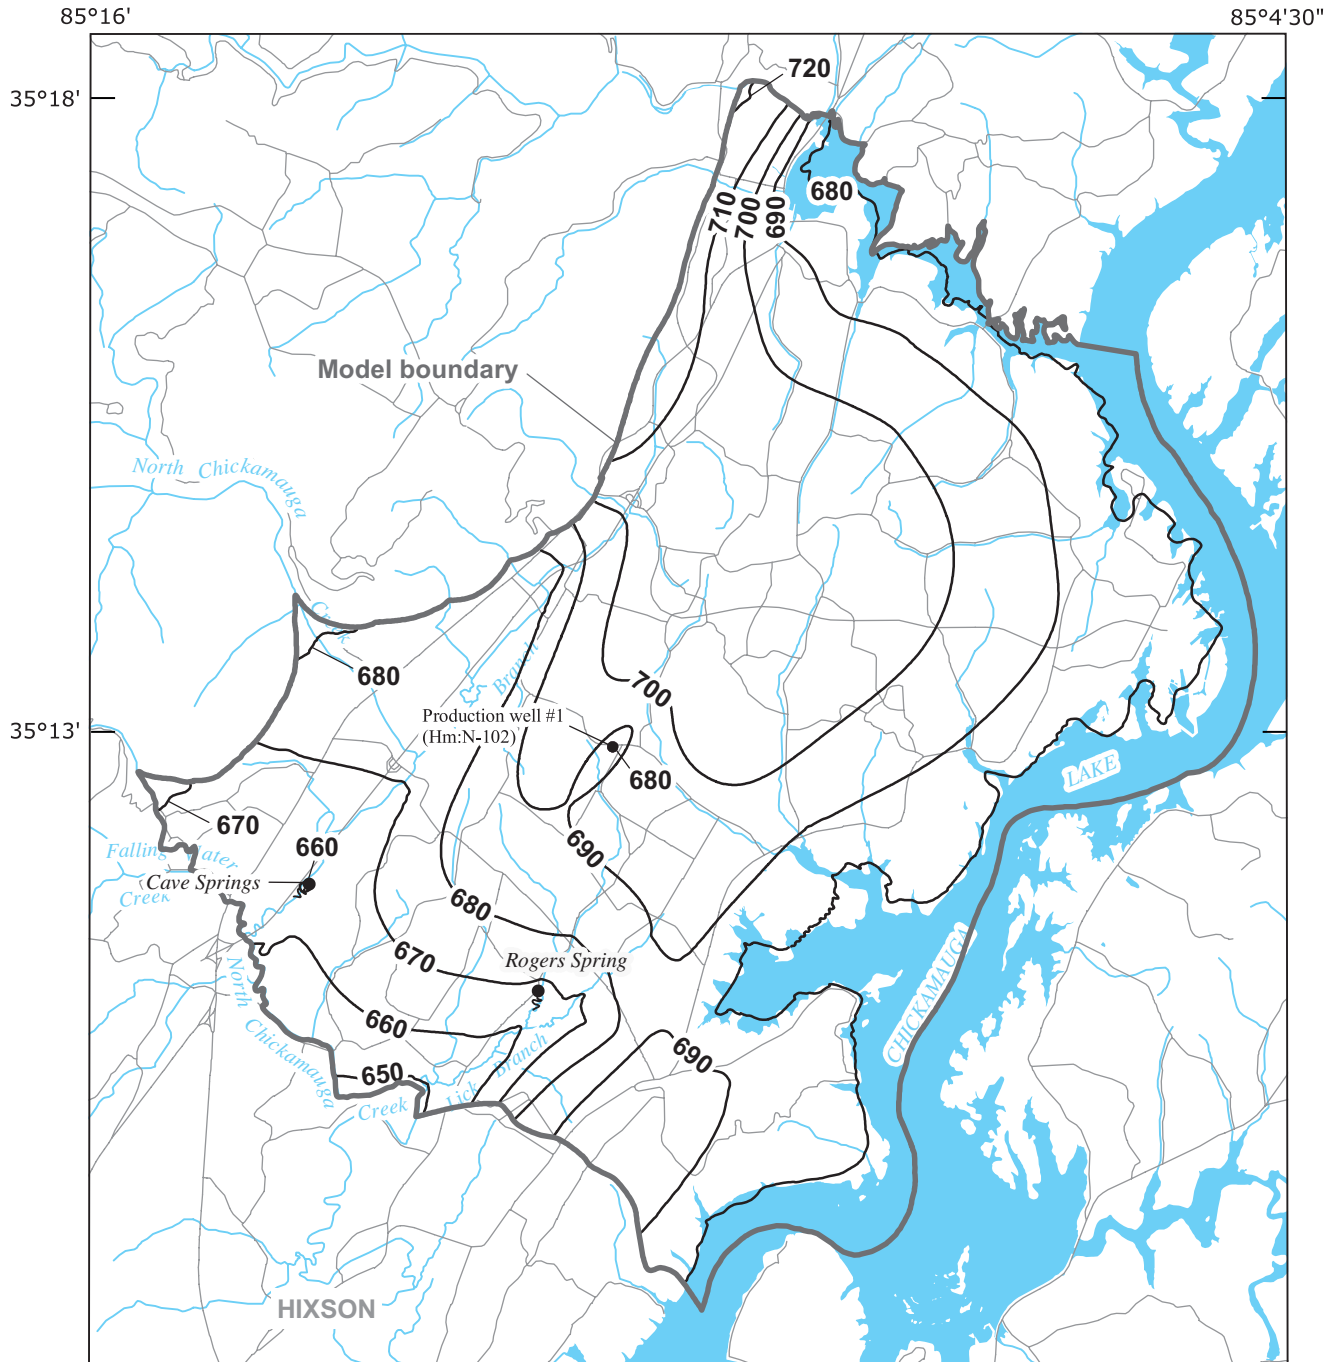 85°16'
85°4'30"
35°18'
720
680
710
700
690
Model boundary
North Chickamauga
Creek
680
Branch
700
Production well #1
(Hm:N-102)
35°13'
680
LAKE
670
660
690
Falling Water
Creek
Cave Springs
680
670
Rogers Spring
North
Chickamauga
Creek
660
690
CHICKAMAUGA
650
Lick Branch
HIXSON